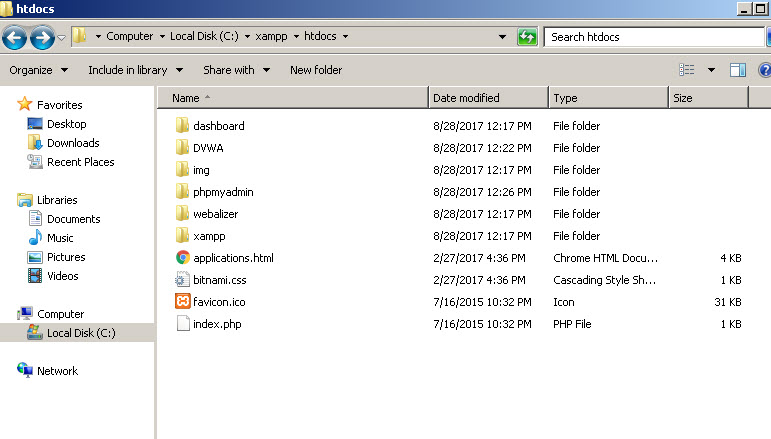 htdocs
Computer Local Disk (C:) xampp htdocs
Search htdocs
Organize Include in library Share with New folder
Favorites
Desktop
Downloads
Recent Places
Libraries
Documents
Music
Pictures
Videos
Computer
Local Disk (C:)
Network
Name Date modified Type Size
dashboard 8/28/2017 12:17 PM File folder
DVWA 8/28/2017 12:22 PM File folder
img 8/28/2017 12:17 PM File folder
phpmyadmin 8/28/2017 12:26 PM File folder
webalizer 8/28/2017 12:17 PM File folder
xampp 8/28/2017 12:17 PM File folder
applications.html 2/27/2017 4:36 PM Chrome HTML Docu... 4 KB
bitnami.css 2/27/2017 4:36 PM Cascading Style Sh... 1 KB
favicon.ico 7/16/2015 10:32 PM Icon 31 KB
index.php 7/16/2015 10:32 PM PHP File 1 KB